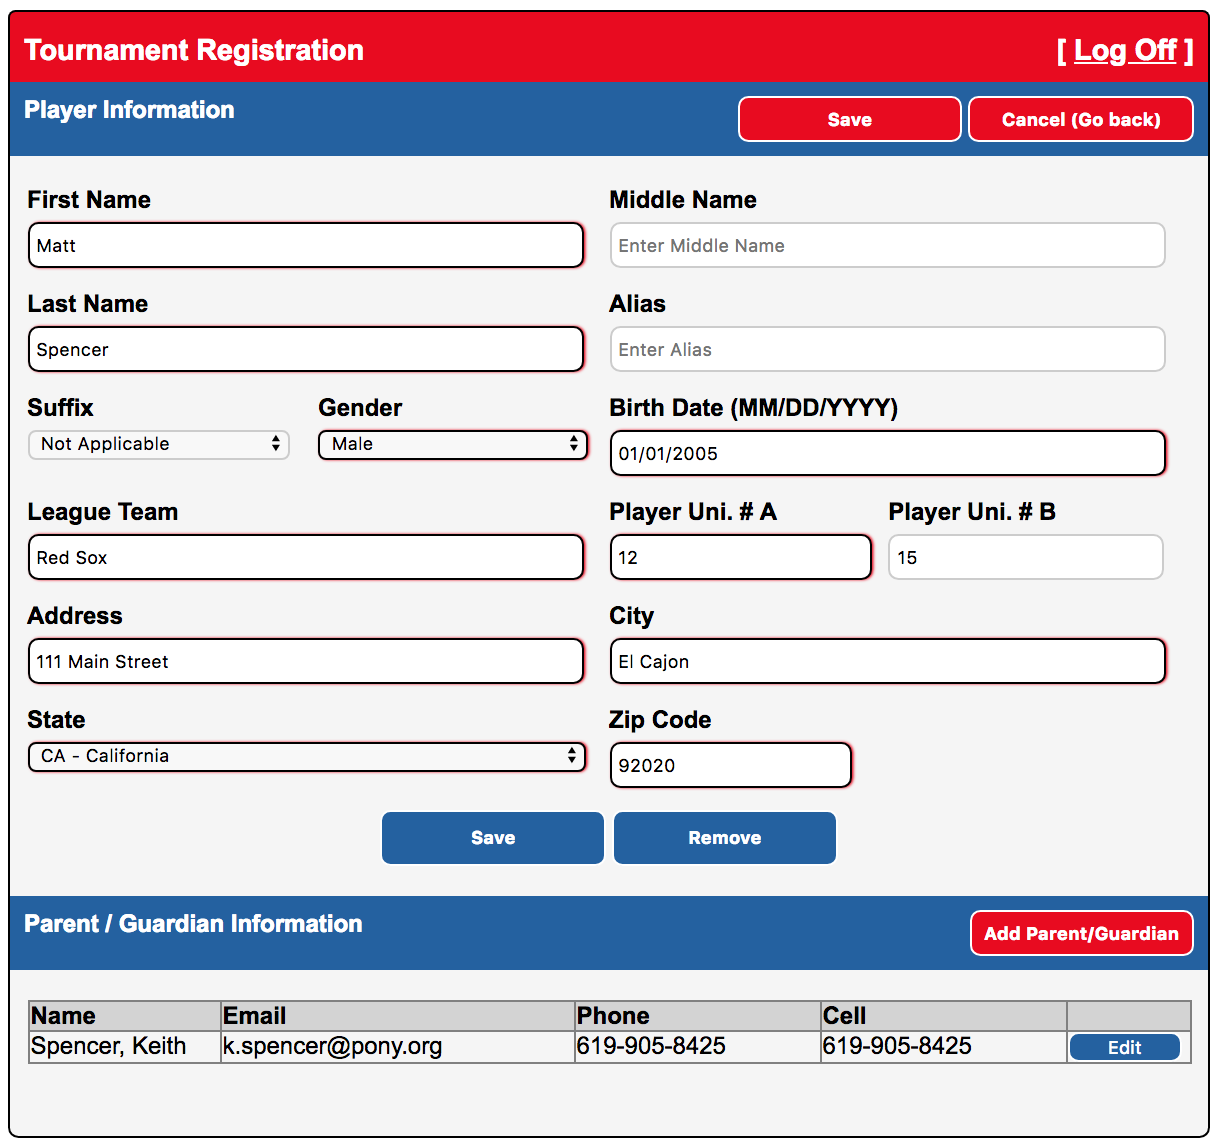 Tournament Registration [ Log Off ]
Player Information Save Cancel (Go back)
First Name Middle Name
Matt Enter Middle Name
Last Name Alias
Spencer Enter Alias
Suffix Gender Birth Date (MM/DD/YYYY)
Not Applicable Male 01/01/2005
League Team Player Uni. # A Player Uni. # B
Red Sox 12 15
Address City
111 Main Street El Cajon
State Zip Code
CA - California 92020
Save Remove
Parent / Guardian Information Add Parent/Guardian
Name Email Phone Cell
Spencer, Keith k.spencer@pony.org 619-905-8425 619-905-8425 Edit